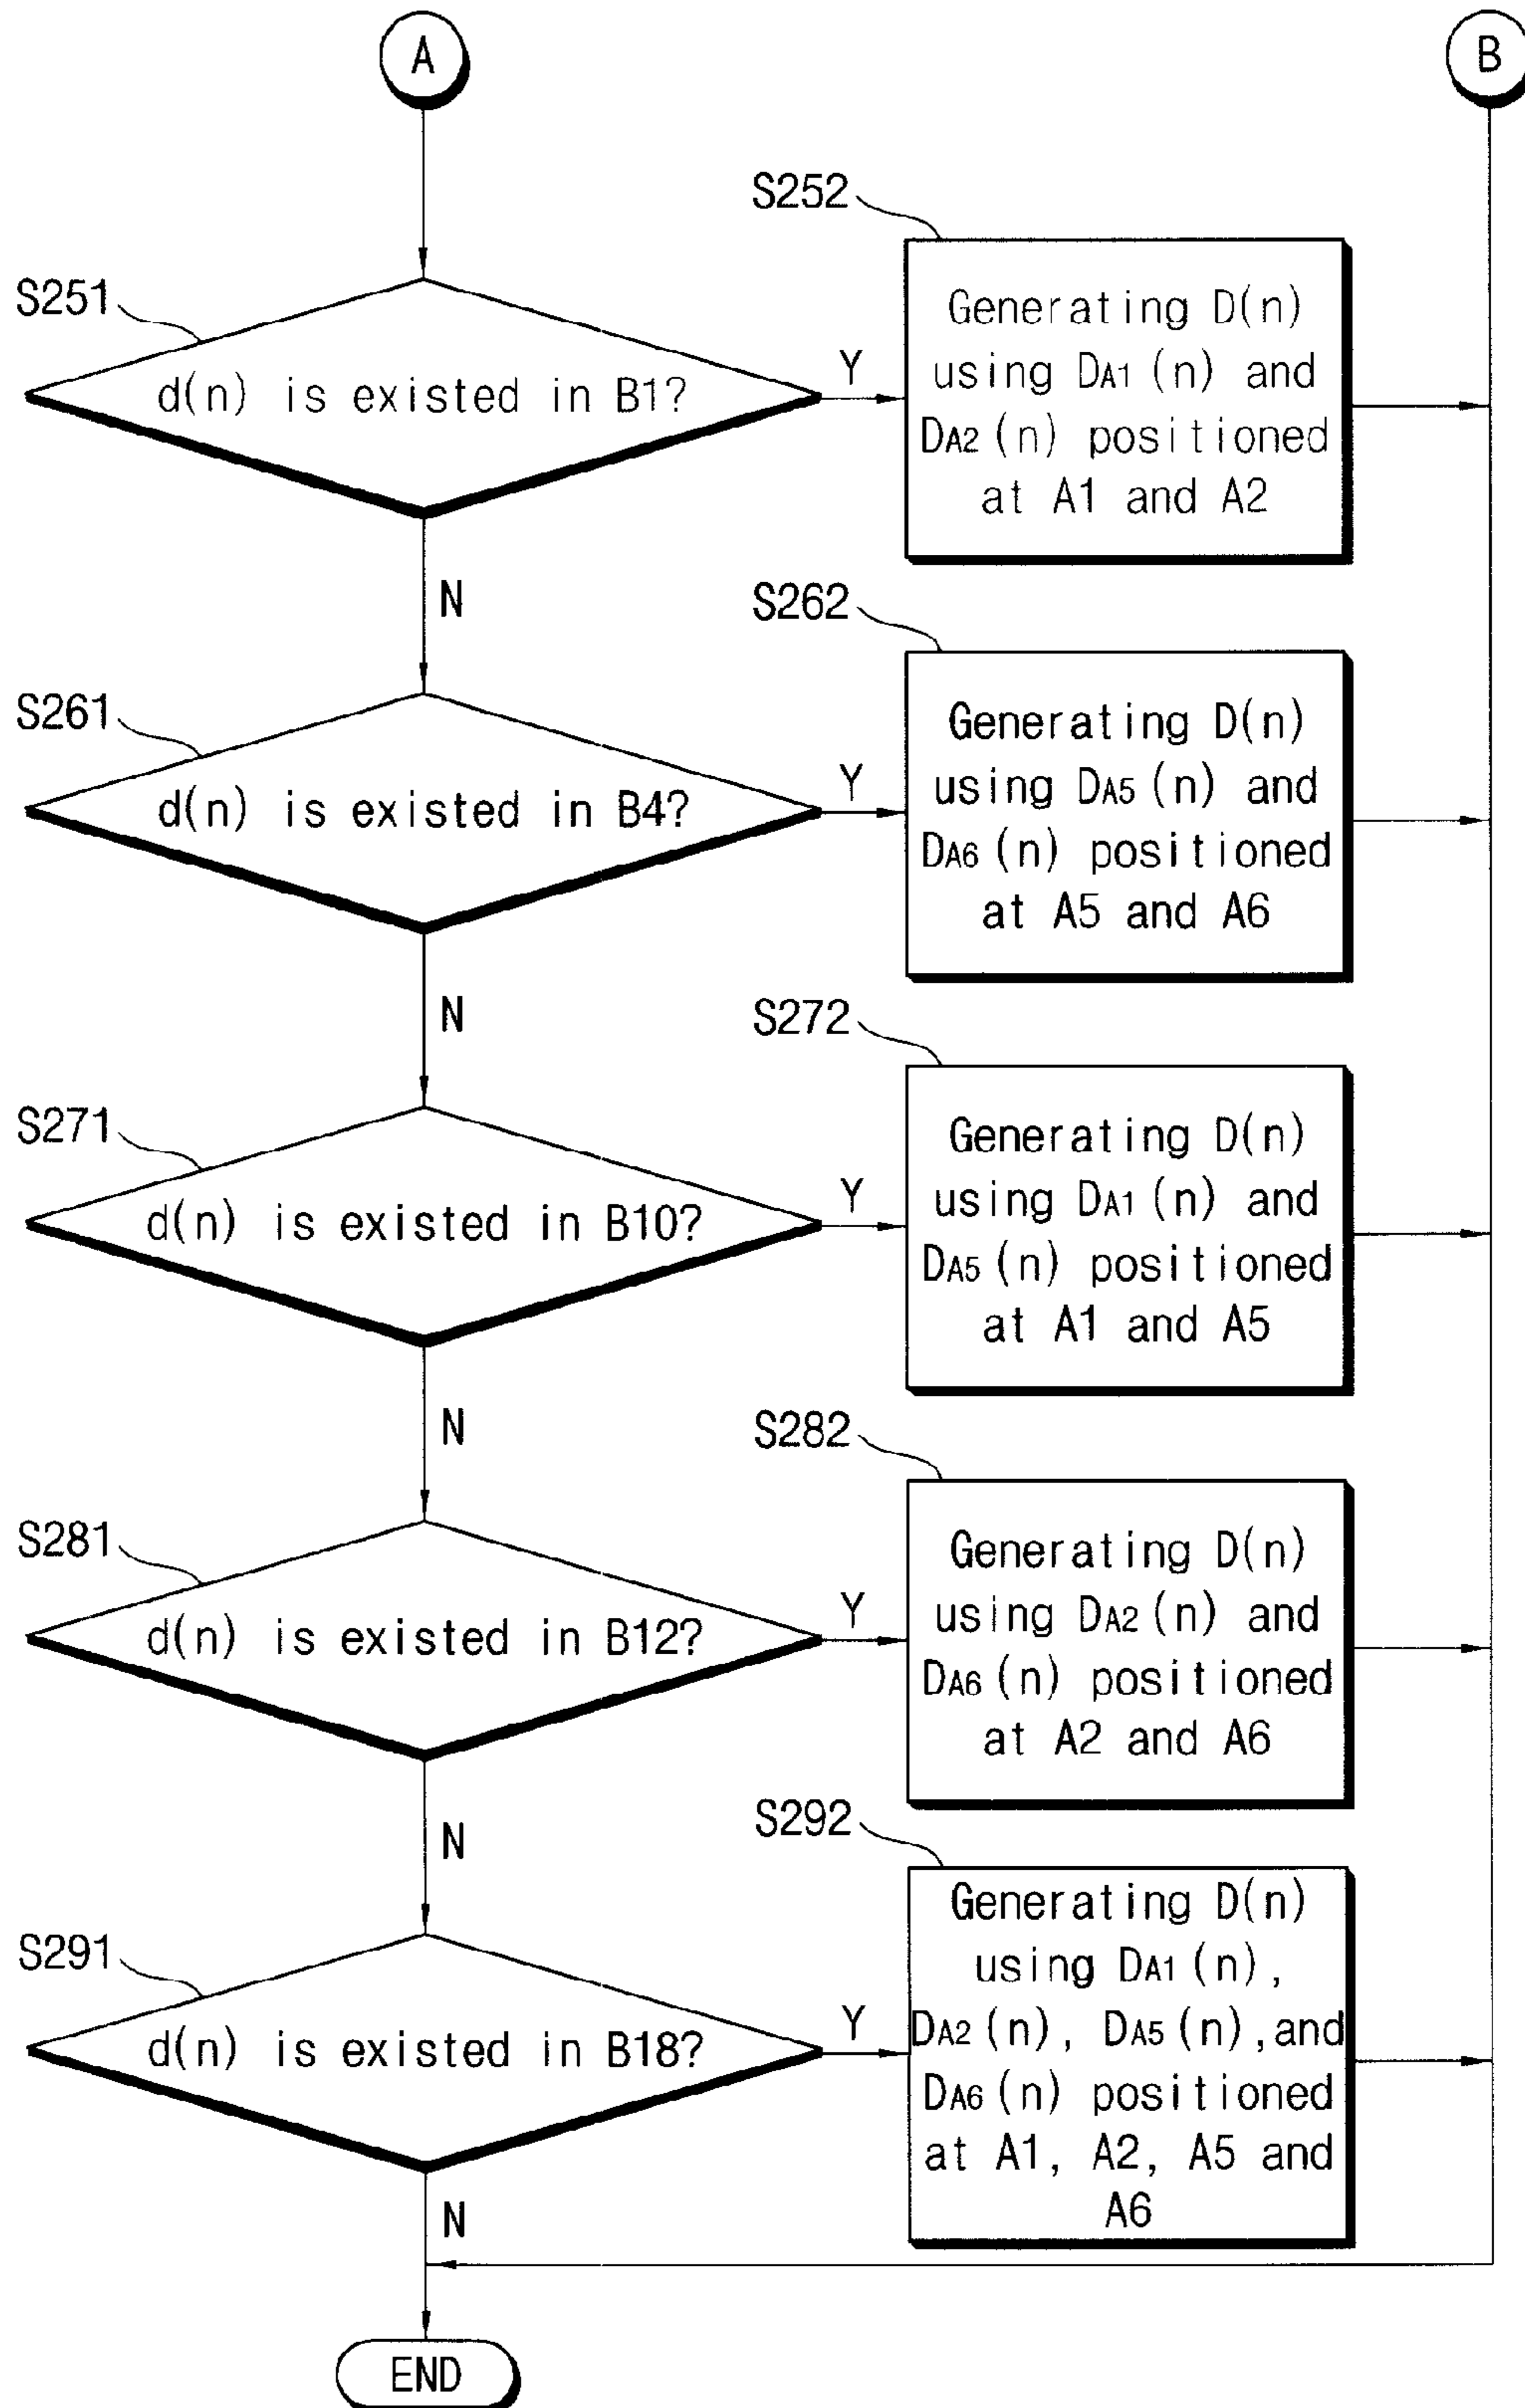 A
B
S251
d(n) is existed in B1?
Y
N
S252
Generating D(n)
using DA1(n) and
DA2(n) positioned
at A1 and A2
S261
d(n) is existed in B4?
Y
N
S262
Generating D(n)
using DA5(n) and
DA6(n) positioned
at A5 and A6
S271
d(n) is existed in B10?
Y
N
S272
Generating D(n)
using DA1(n) and
DA5(n) positioned
at A1 and A5
S281
d(n) is existed in B12?
Y
N
S282
Generating D(n)
using DA2(n) and
DA6(n) positioned
at A2 and A6
S291
d(n) is existed in B18?
Y
N
S292
Generating D(n)
using DA1(n),
DA2(n), DA5(n),and
DA6(n) positioned
at A1, A2, A5 and
A6
END